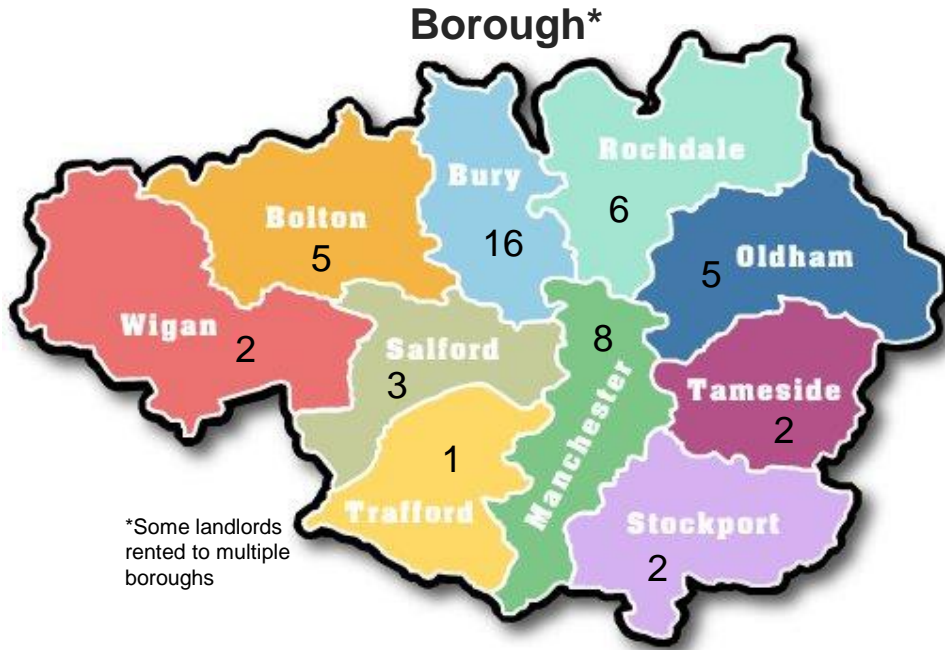 Borough*
Rochdale
6
Bury
16
Bolton
5
Oldham
5
Wigan
2
Salford
3
Manchester
8
Tameside
2
Trafford
1
Stockport
2
*Some landlords
rented to multiple
boroughs